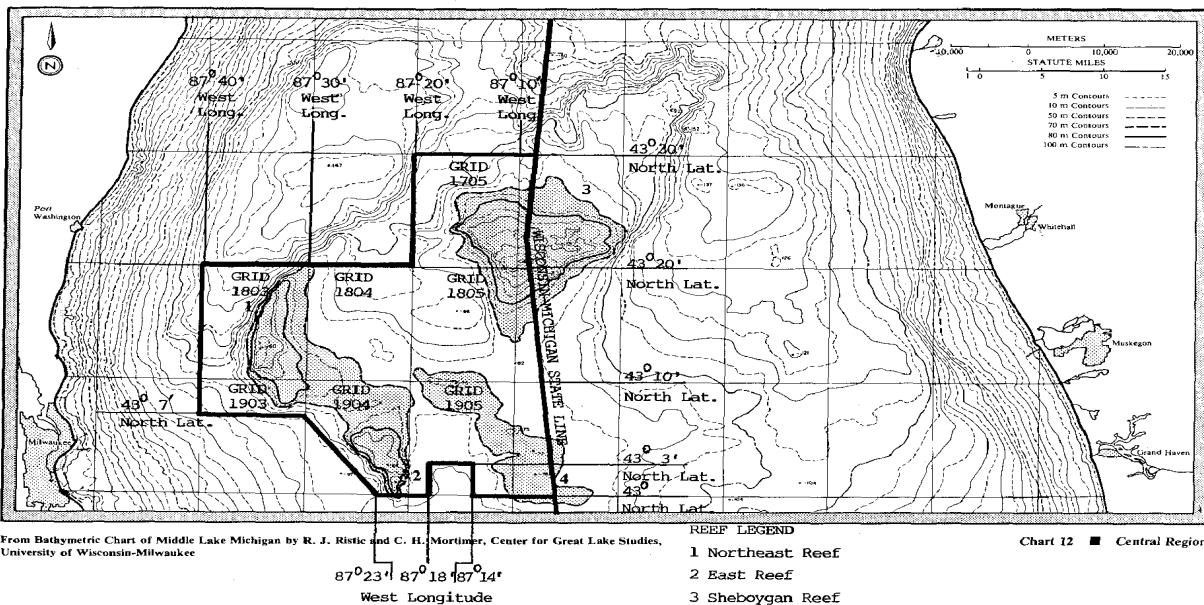 N
87° 40'
West
Long.
87° 30'
West
Long.
87° 20'
West
Long.
87° 10'
West
Long.
METERS
10,000 0 10,000 20,000
STATUTE MILES
1 0 5 10 15
5 m Contours
10 m Contours
50 m Contours
70 m Contours
80 m Contours
100 m Contours
43° 30'
North Lat.
GRID
1705
3
Port
Washington
Montague
Whitehall
WISCONSIN-MICHIGAN STATE LINE
43° 20'
North Lat.
GRID
1803
1
GRID
1804
GRID
1805
Muskegon
43° 10'
North Lat.
GRID
1903
GRID
1904
GRID
1905
43° 7'
North Lat.
Milwaukee
Grand Haven
43° 3'
North Lat.
2
4
43°
North Lat.
From Bathymetric Chart of Middle Lake Michigan by R. J. Ristic and C. H. Mortimer, Center for Great Lake Studies,
University of Wisconsin-Milwaukee
Chart 12 ■ Central Region
87° 23' 87° 18' 87° 14'
West Longitude
REEF LEGEND
1 Northeast Reef
2 East Reef
3 Sheboygan Reef